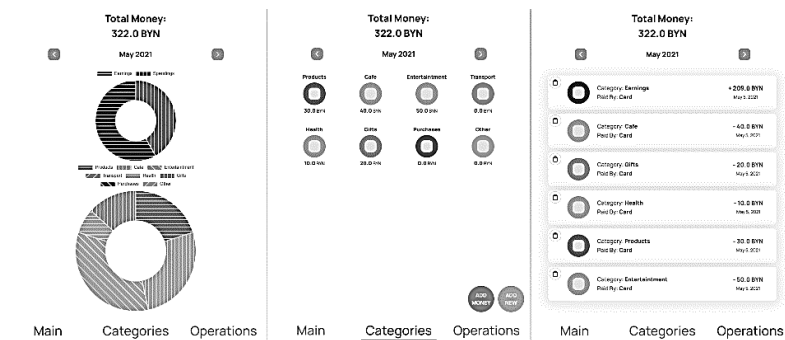 Total Money:
322.0 BYN
May 2021
Earnings Spendings
Products Cafe Entertaintment
Transport Health Gifts
Purchases Other
Main Categories Operations
Total Money:
322.0 BYN
May 2021
Products Cafe Entertaintment Transport
30.0 BYN 40.0 BYN 50.0 BYN 0.0 BYN
Health Gifts Purchases Other
10.0 BYN 20.0 BYN 0.0 BYN 0.0 BYN
ADD MONEY
ADD NEW
Main Categories Operations
Total Money:
322.0 BYN
May 2021
Category: Earnings + 209.0 BYN
Paid By: Card May 5, 2021
Category: Cafe - 40.0 BYN
Paid By: Card May 5, 2021
Category: Gifts - 20.0 BYN
Paid By: Card May 5, 2021
Category: Health - 10.0 BYN
Paid By: Card May 5, 2021
Category: Products - 30.0 BYN
Paid By: Card May 5, 2021
Category: Entertaintment - 50.0 BYN
Paid By: Card May 5, 2021
Main Categories Operations